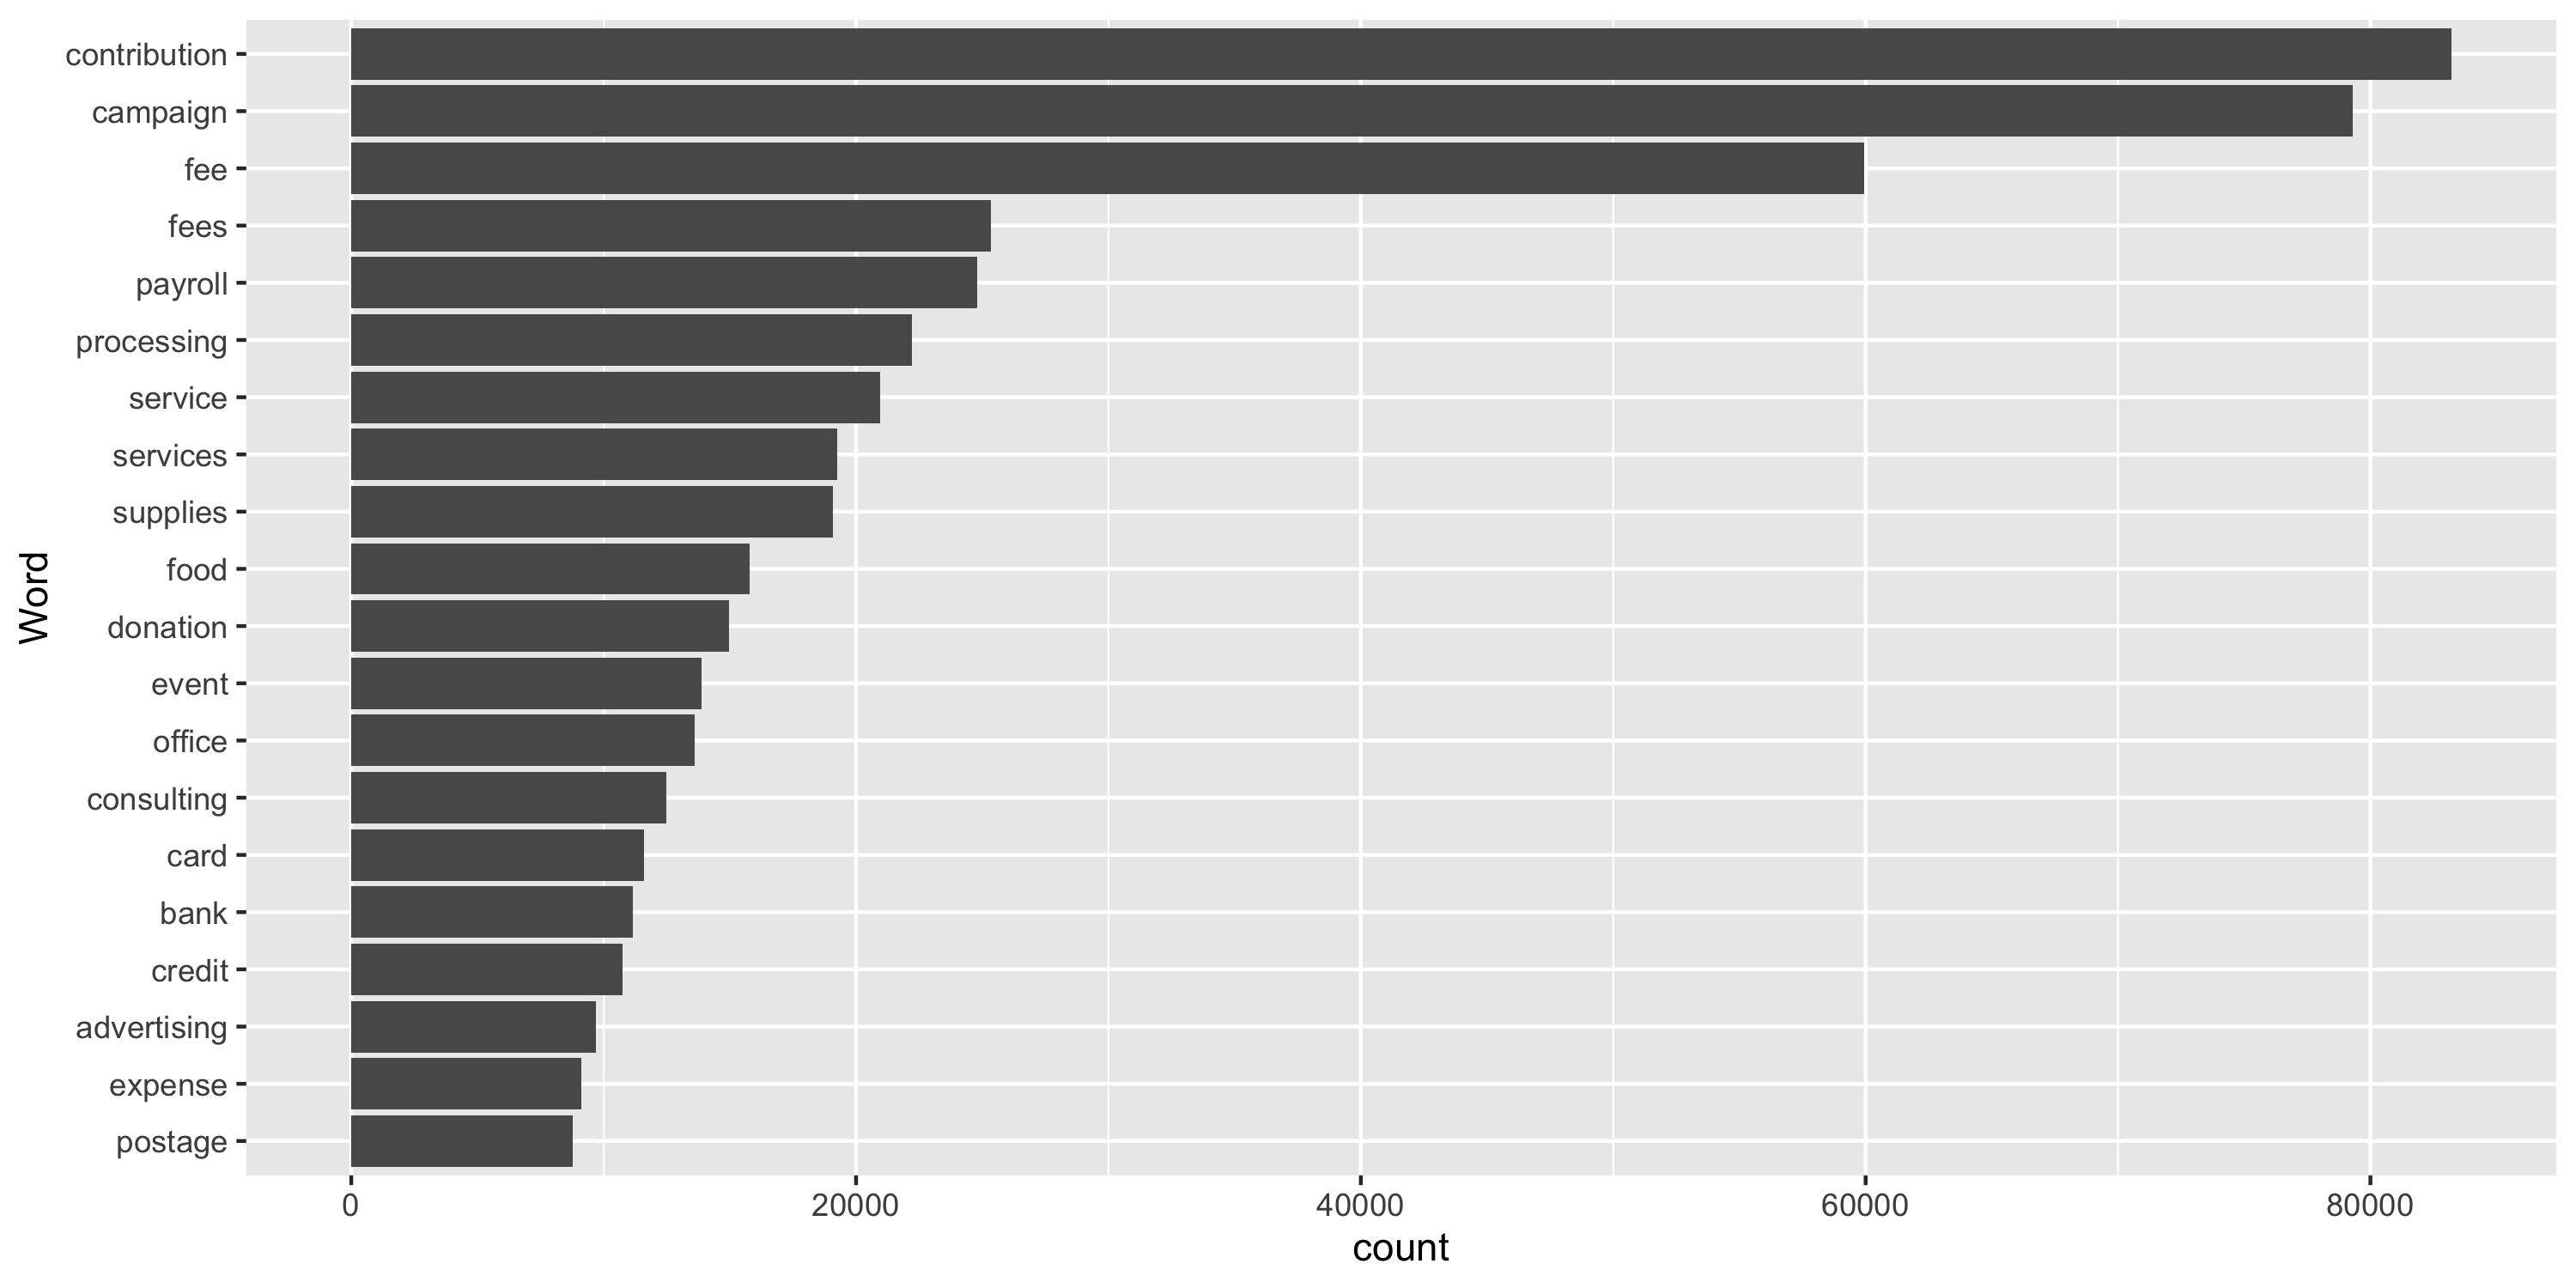 contribution
campaign
fee
fees
payroll
processing
service
services
supplies
food
donation
event
office
consulting
card
bank
credit
advertising
expense
postage
Word
0 20000 40000 60000 80000
count